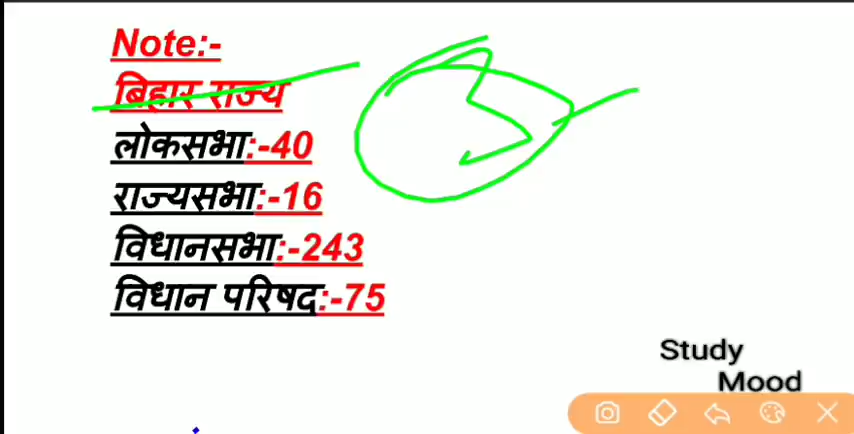 Note:-
बिहार राज्य
लोकसभा:-40
राज्यसभा:-16
विधानसभा:-243
विधान परिषद:-75
Study
Mood